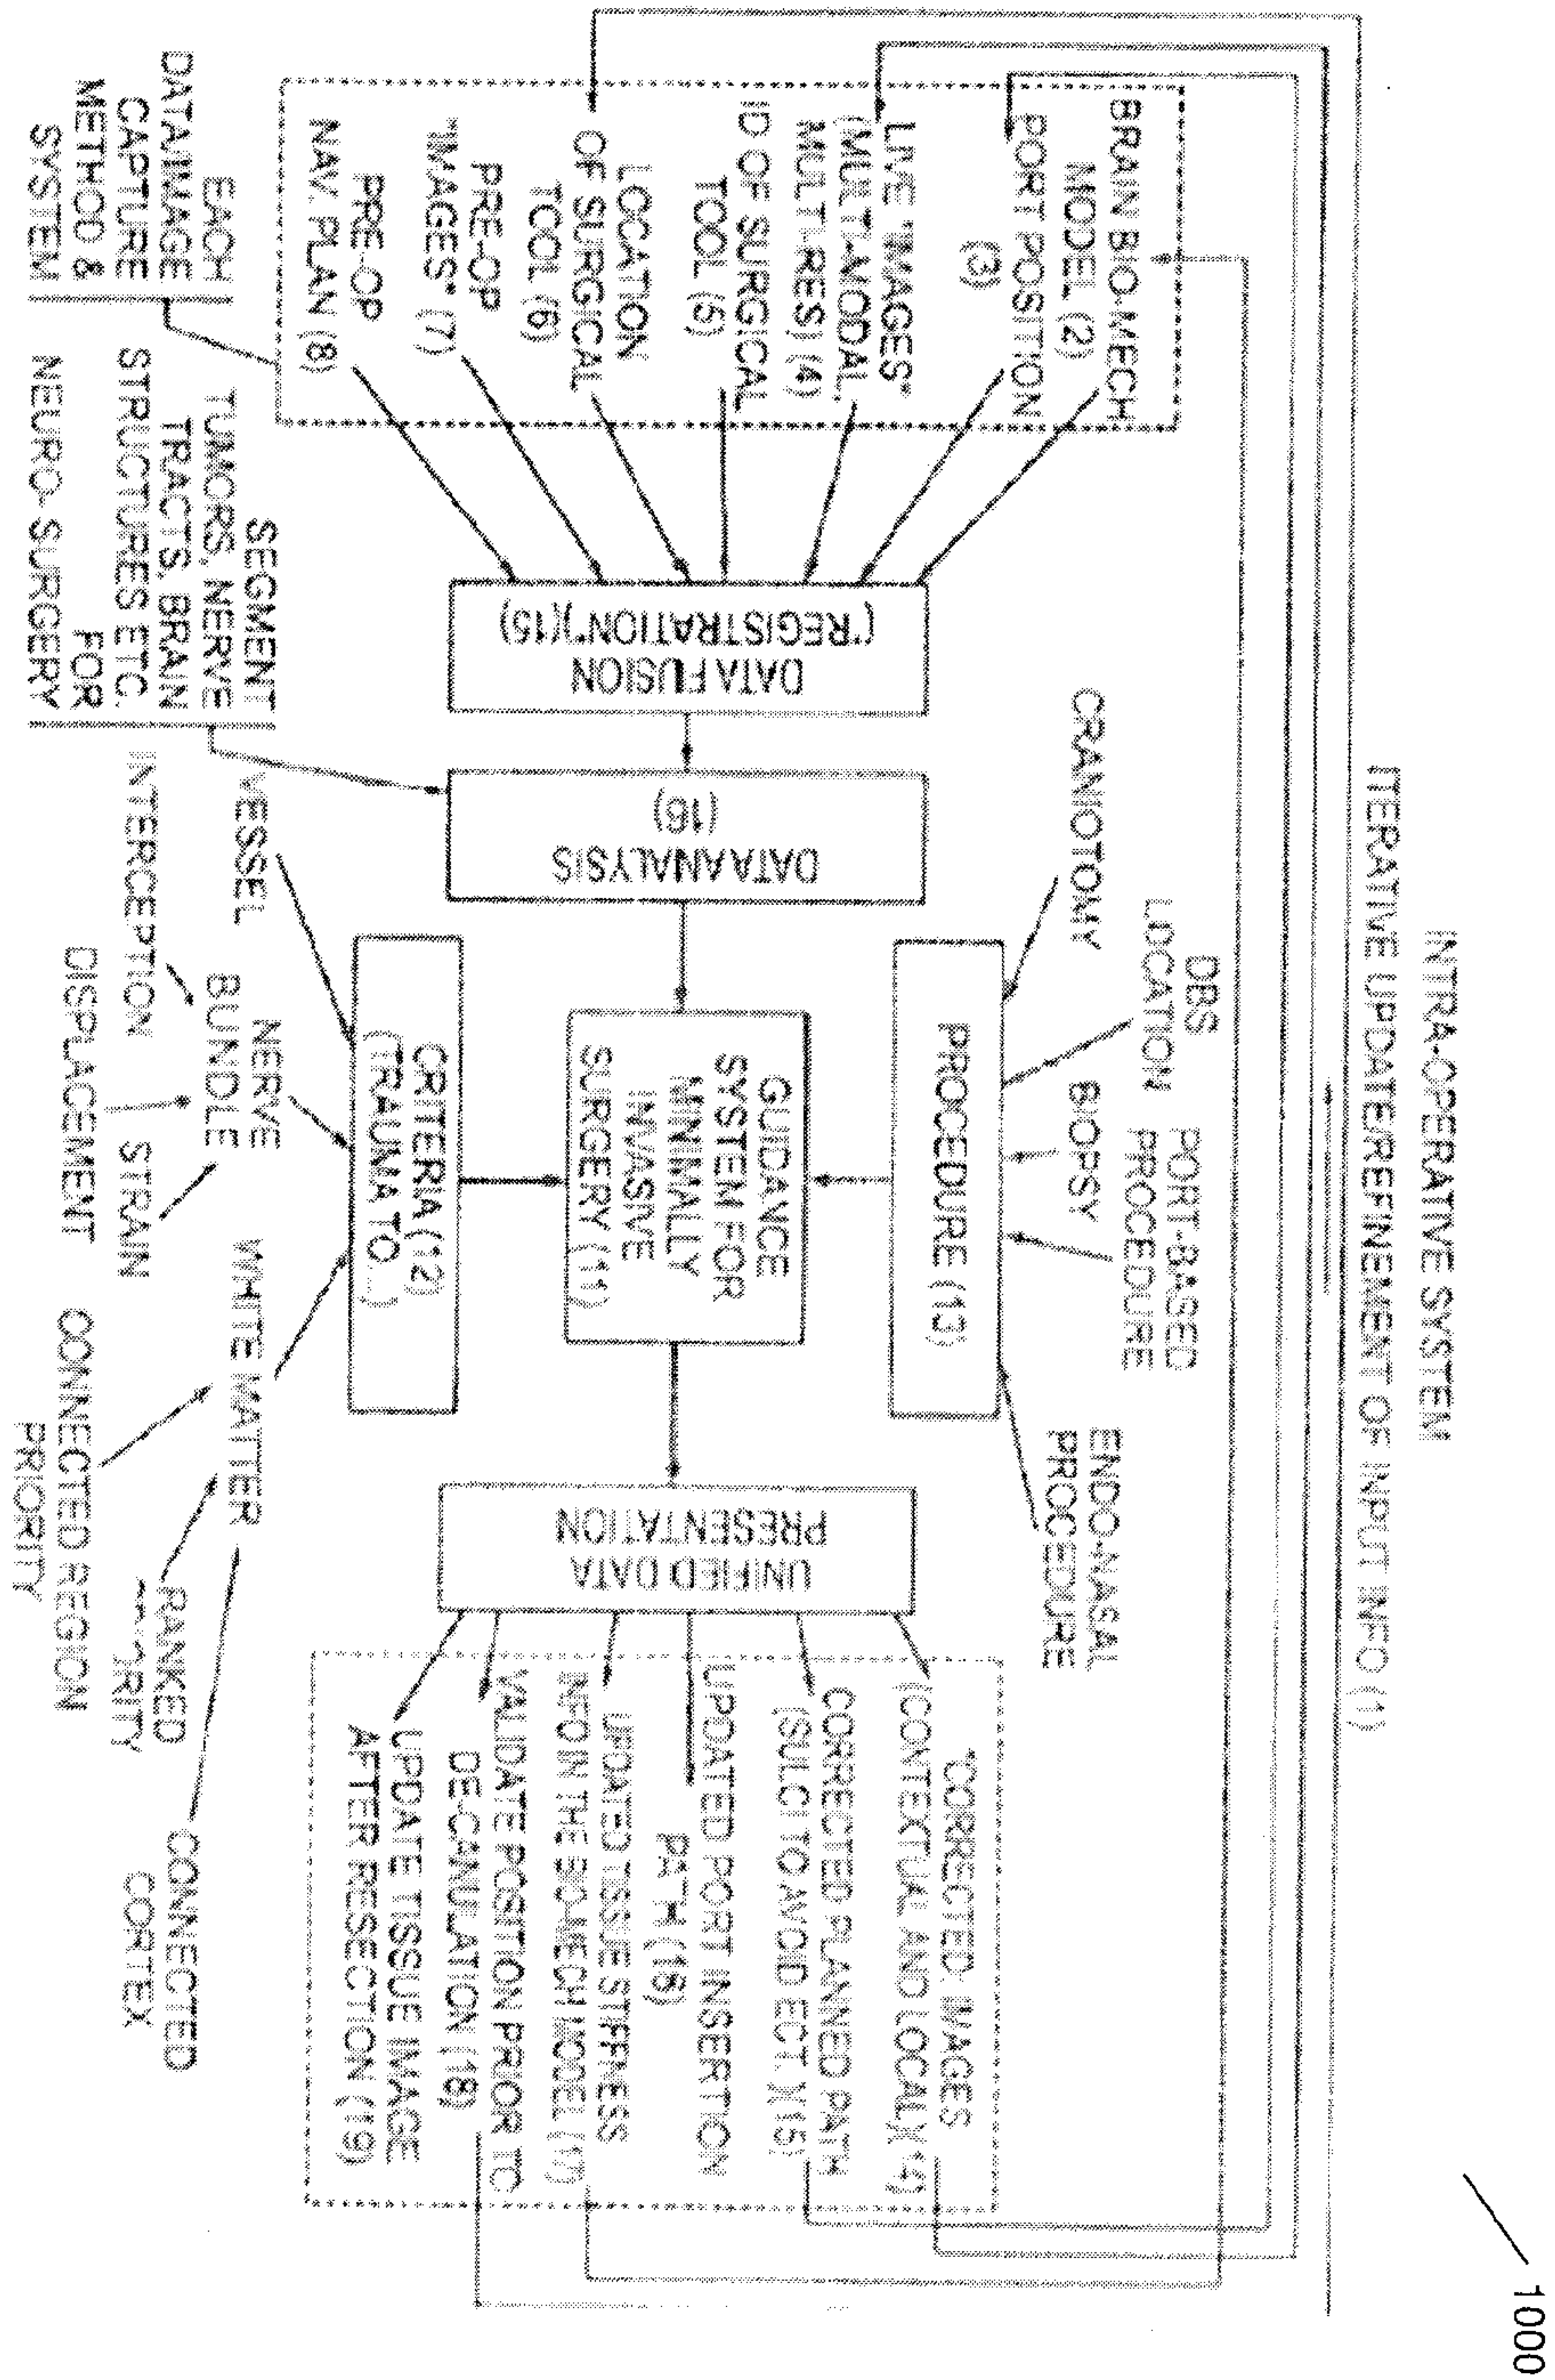 INTRA-OPERATIVE SYSTEM
ITERATIVE UPDATE/REFINEMENT OF INPUT INFO (1)
BRAIN BIO-MECH
MODEL (2)
PORT POSITION
(3)
LIVE "IMAGES"
(MULTI-MODAL,
MULTI-RES) (4)
ID OF SURGICAL
TOOL (5)
LOCATION
OF SURGICAL
TOOL (6)
PRE-OP
"IMAGES" (7)
PRE-OP
NAV. PLAN (8)
EACH
DATA/IMAGE
CAPTURE
METHOD &
SYSTEM
DATA FUSION
("REGISTRATION")(15)
SEGMENT
TUMORS, NERVE
TRACTS, BRAIN
STRUCTURES ETC.
FOR
NEURO-SURGERY
DATA ANALYSIS
(16)
CRANIOTOMY
DBS
LOCATION
BIOPSY
PORT-BASED
PROCEDURE
ENDO-NASAL
PROCEDURE
PROCEDURE (13)
GUIDANCE
SYSTEM FOR
MINIMALLY
INVASIVE
SURGERY (11)
CRITERIA (12)
(TRAUMA TO...)
VESSEL
NERVE
BUNDLE
INTERCEPTION
DISPLACEMENT
STRAIN
WHITE MATTER
CONNECTED REGION
PRIORITY
RANKED
CONNECTED
CORTEX
UNIFIED DATA
PRESENTATION
"CORRECTED: IMAGES
(CONTEXTUAL AND LOCAL)(14)
CORRECTED PLANNED PATH
(SULCI TO AVOID ECT.)(15)
UPDATED PORT INSERTION
PATH (16)
UPDATED TISSUE STIFFNESS
INFO IN THE BIO-MECH MODEL (17)
VALIDATE POSITION PRIOR TO
DE-CANULATION (18)
UPDATE TISSUE IMAGE
AFTER RESECTION (19)
1000